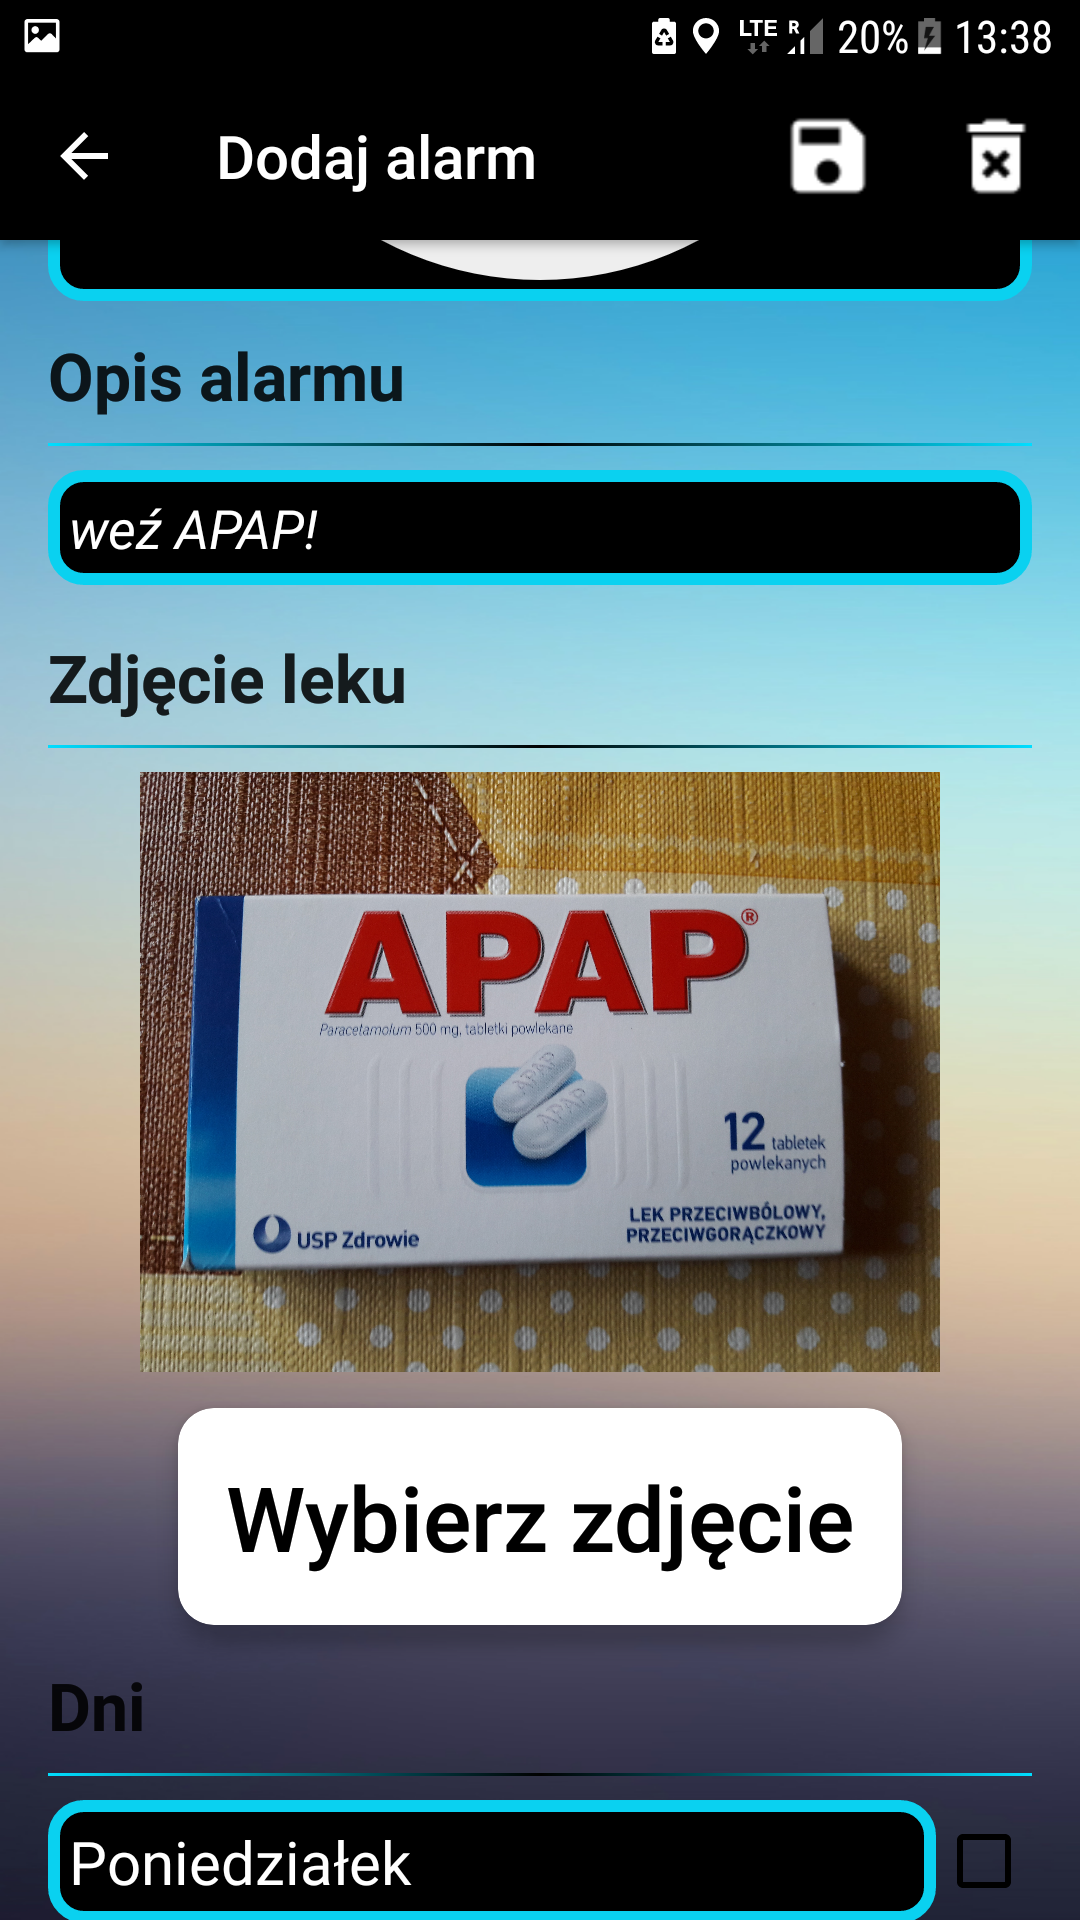 LTE R 20% 13:38
Dodaj alarm
Opis alarmu
weź APAP!
Zdjęcie leku
APAP®
Paracetamolum 500 mg, tabletki powlekane
APAP
APAP
12 tabletek
powlekanych
LEK PRZECIWBÓLOWY,
PRZECIWGORĄCZKOWY
USP Zdrowie
Wybierz zdjęcie
Dni
Poniedziałek